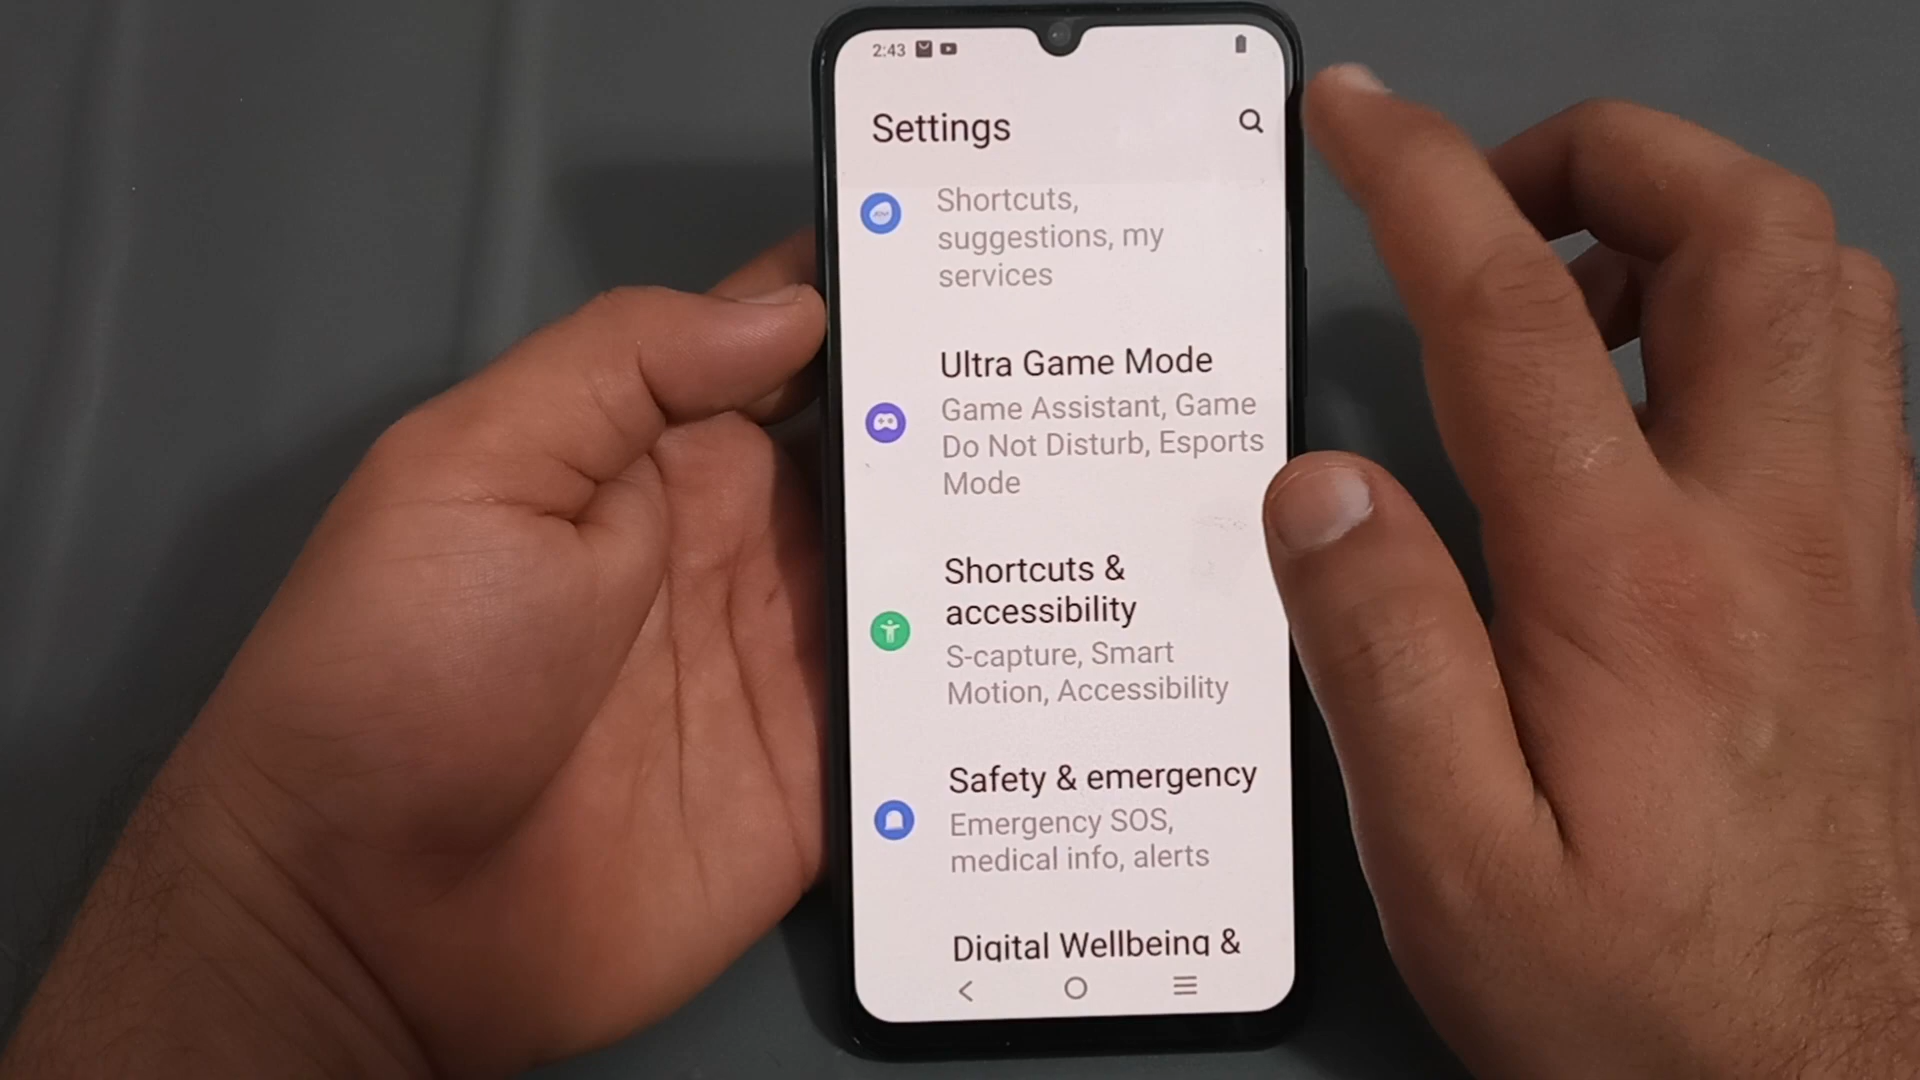 2:43
Settings
Shortcuts,
suggestions, my
services
Ultra Game Mode
Game Assistant, Game
Do Not Disturb, Esports
Mode
Shortcuts &
accessibility
S-capture, Smart
Motion, Accessibility
Safety & emergency
Emergency SOS,
medical info, alerts
Digital Wellbeing &